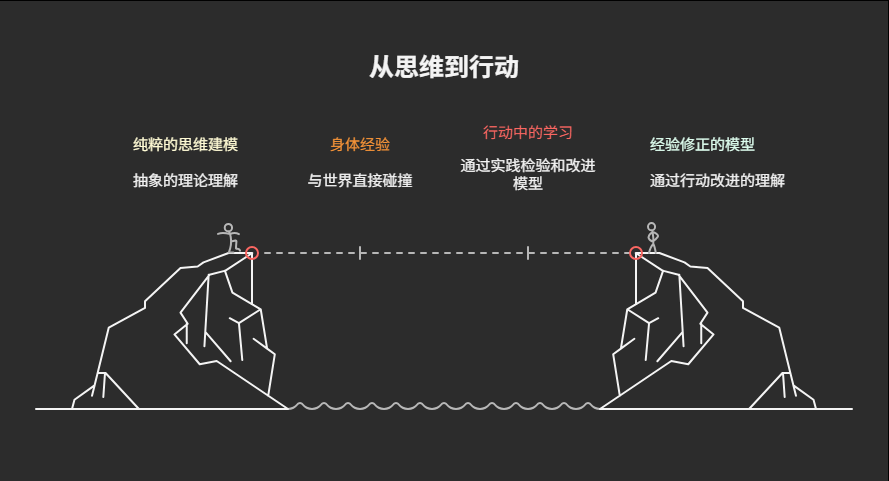 从思维到行动
纯粹的思维建模
抽象的理论理解
身体经验
与世界直接碰撞
行动中的学习
通过实践检验和改进
模型
经验修正的模型
通过行动改进的理解